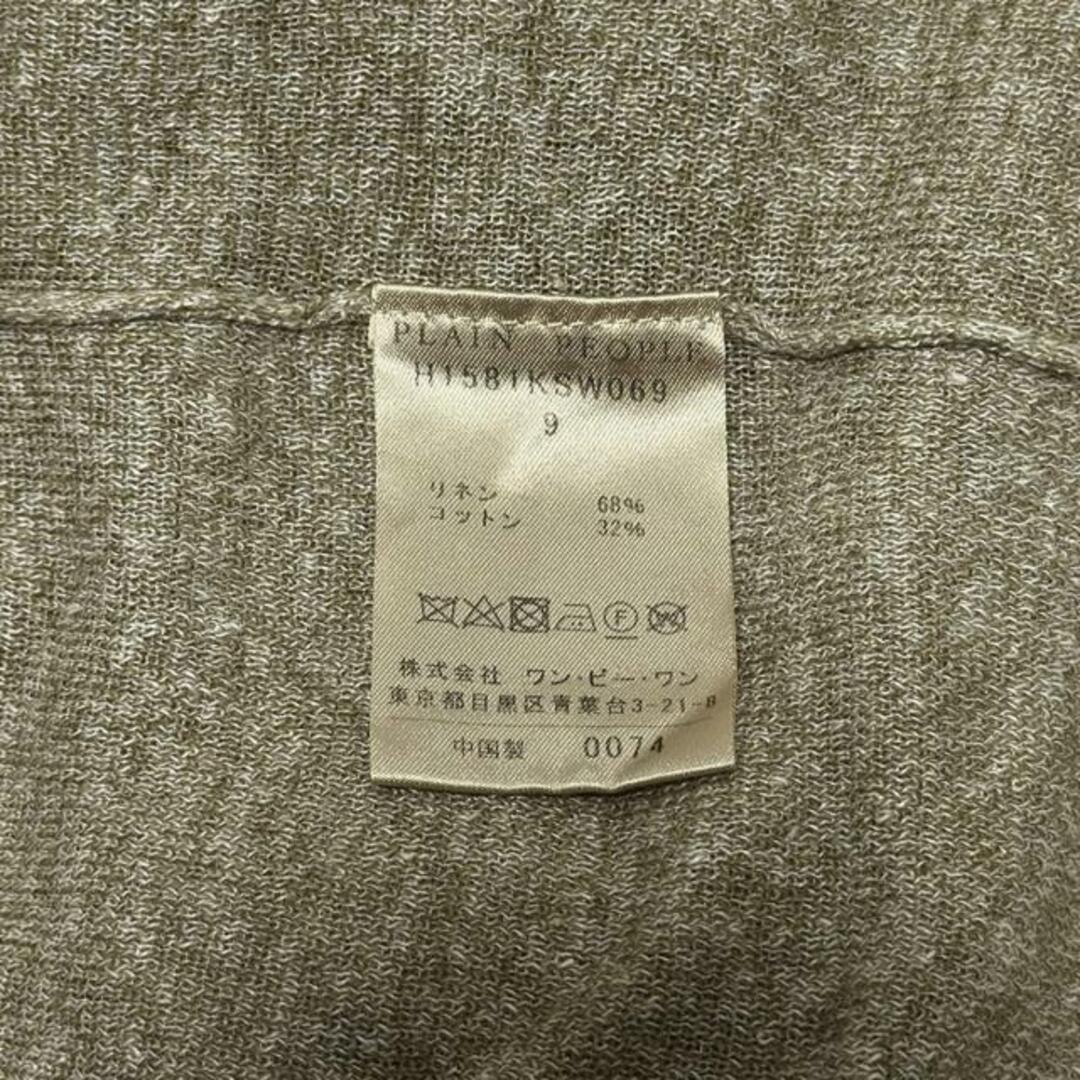 PLAIN PEOPLE
H1581KSW069
9
リネン 68%
コットン 32%
F W
株式会社 ワン・ビー・ワン
東京都目黒区青葉台3-21-8
中国製 0074